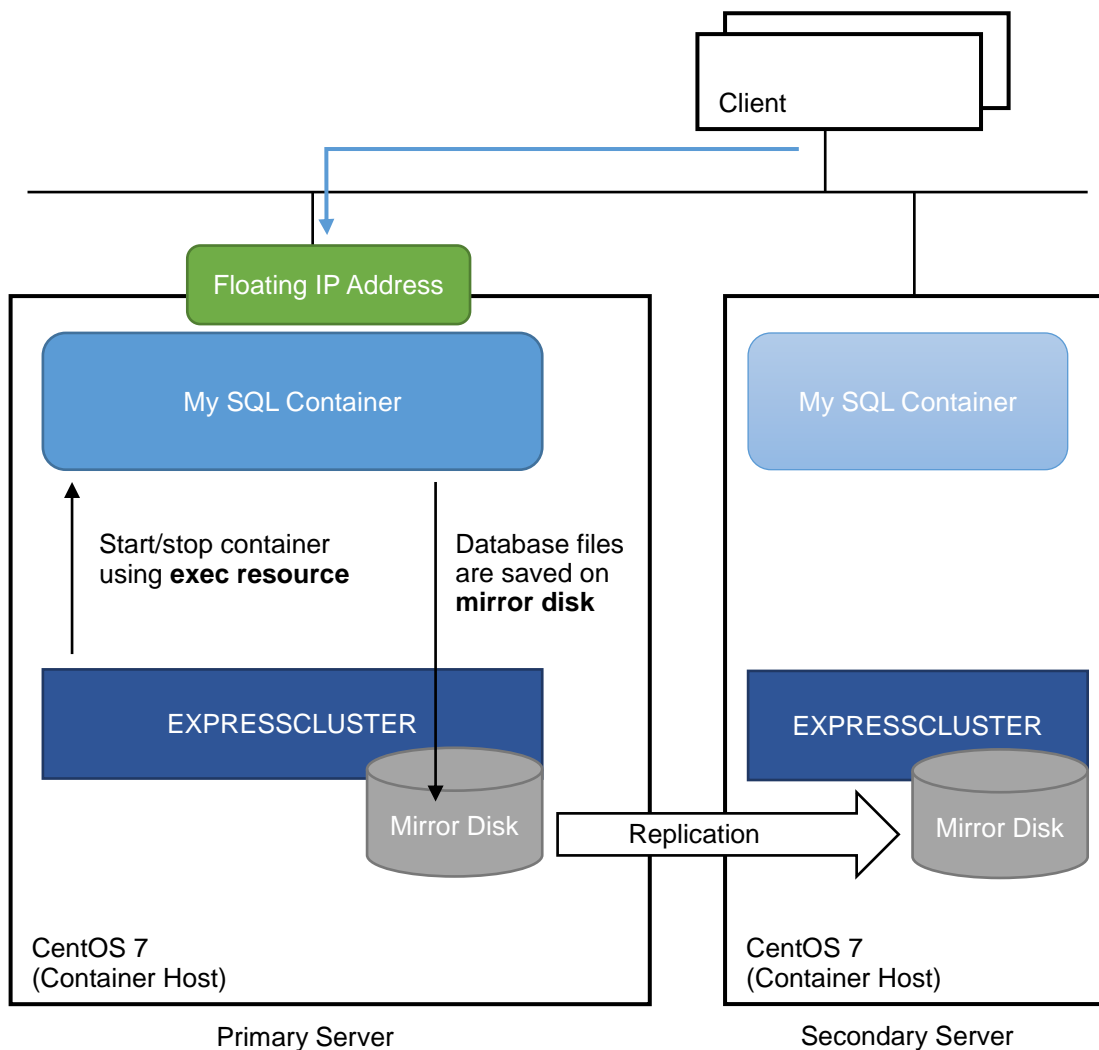 Client
Floating IP Address
My SQL Container
My SQL Container
Start/stop container
using exec resource
Database files
are saved on
mirror disk
EXPRESSCLUSTER
EXPRESSCLUSTER
Mirror Disk
Replication
Mirror Disk
CentOS 7
(Container Host)
CentOS 7
(Container Host)
Primary Server
Secondary Server